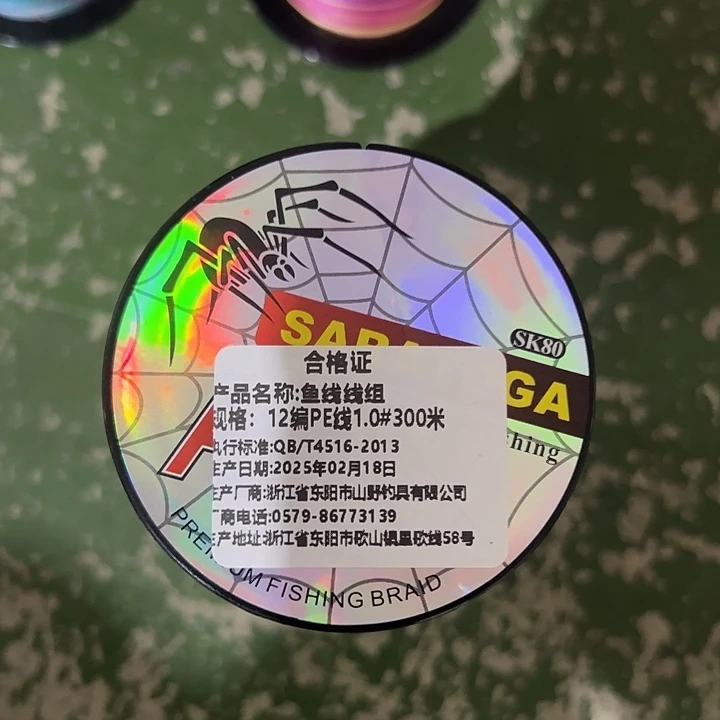 SK80
GA
hing
合格证
产品名称:鱼线线组
规格：12编PE线1.0#300米
执行标准:QB/T4516-2013
生产日期:2025年02月18日
生产厂商:浙江省东阳市山野钓具有限公司
厂商电话:0579-86773139
生产地址:浙江省东阳市歌山镇里歌线58号
FISHING BRAID